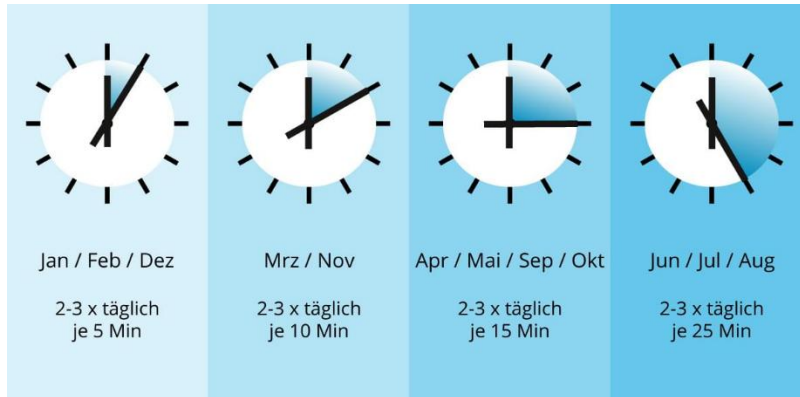 Jan / Feb / Dez
2-3 x täglich
je 5 Min
Mrz / Nov
2-3 x täglich
je 10 Min
Apr / Mai / Sep / Okt
2-3 x täglich
je 15 Min
Jun / Jul / Aug
2-3 x täglich
je 25 Min